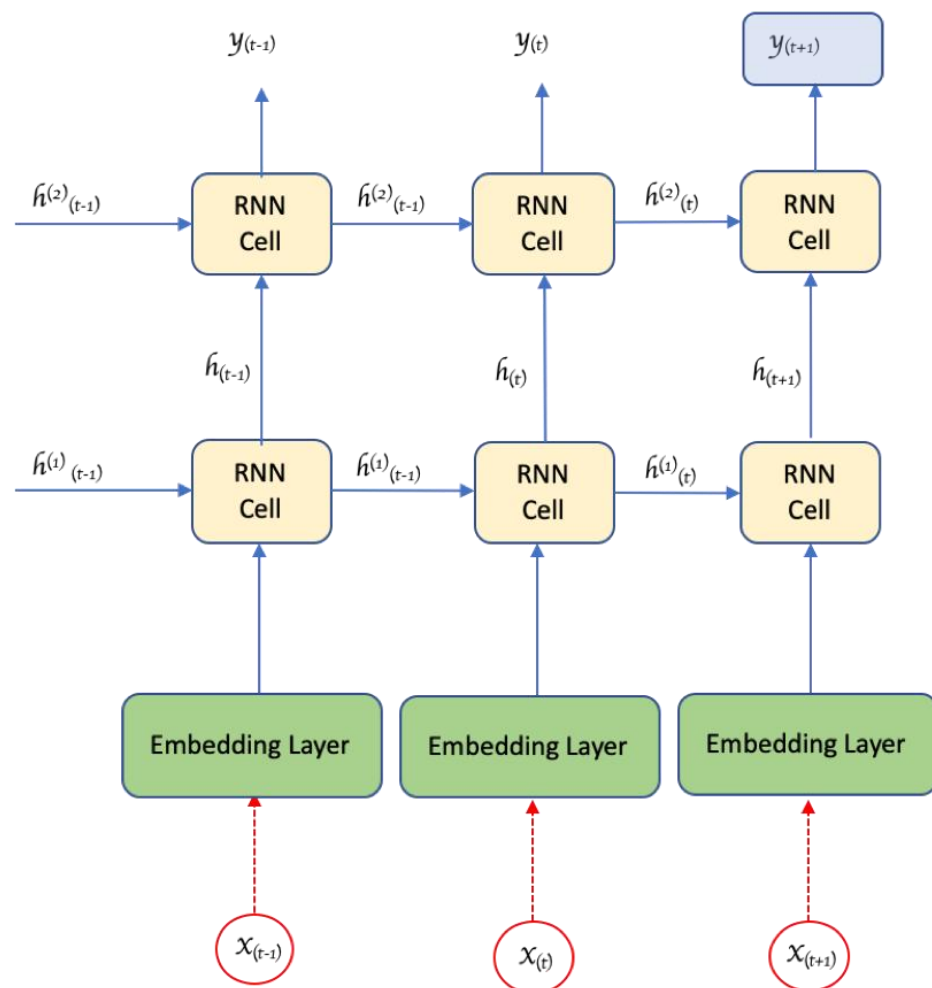 y(t-1)
y(t)
y(t+1)
h(2)(t-1)
RNN
Cell
h(2)(t-1)
RNN
Cell
h(2)(t)
RNN
Cell
h(t-1)
h(t)
h(t+1)
h(1)(t-1)
RNN
Cell
h(1)(t-1)
RNN
Cell
h(1)(t)
RNN
Cell
Embedding Layer
Embedding Layer
Embedding Layer
x(t-1)
x(t)
x(t+1)